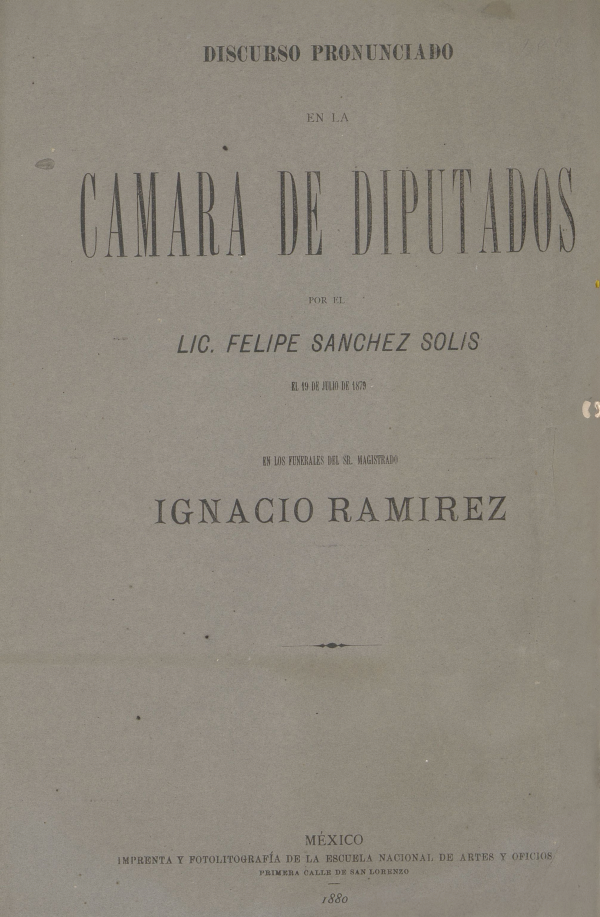 DISCURSO PRONUNCIADO
EN LA
CAMARA DE DIPUTADOS
POR EL
LIC. FELIPE SANCHEZ SOLIS
EL 19 DE JULIO DE 1879
EN LOS FUNERALES DEL SR. MAGISTRADO
IGNACIO RAMIREZ
MÉXICO
IMPRENTA Y FOTOLITOGRAFÍA DE LA ESCUELA NACIONAL DE ARTES Y OFICIOS
PRIMERA CALLE DE SAN LORENZO
1880